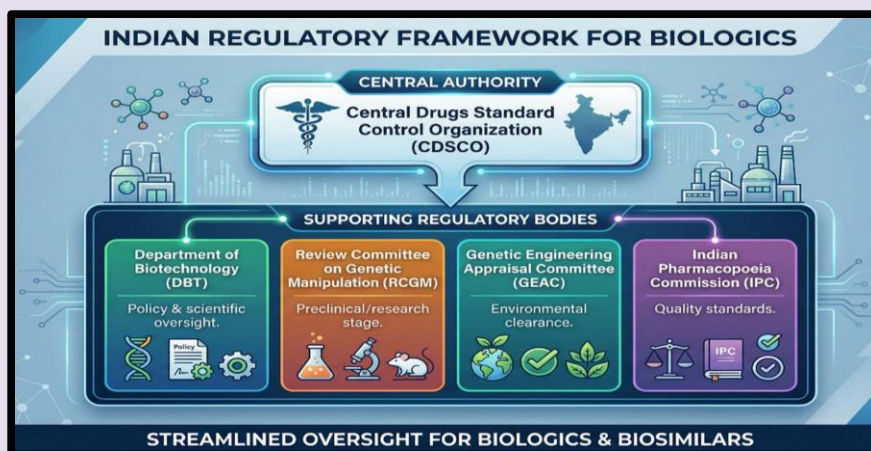 INDIAN REGULATORY FRAMEWORK FOR BIOLOGICS
CENTRAL AUTHORITY
Central Drugs Standard
Control Organization
(CDSCO)
SUPPORTING REGULATORY BODIES
Department of
Biotechnology
(DBT)
Policy & scientific
oversight.
Policy
Review Committee
on Genetic
Manipulation (RCGM)
Preclinical/research
stage.
Genetic Engineering
Appraisal Committee
(GEAC)
Environmental
clearance.
Indian
Pharmacopoeia
Commission (IPC)
Quality standards.
IPC
STREAMLINED OVERSIGHT FOR BIOLOGICS & BIOSIMILARS